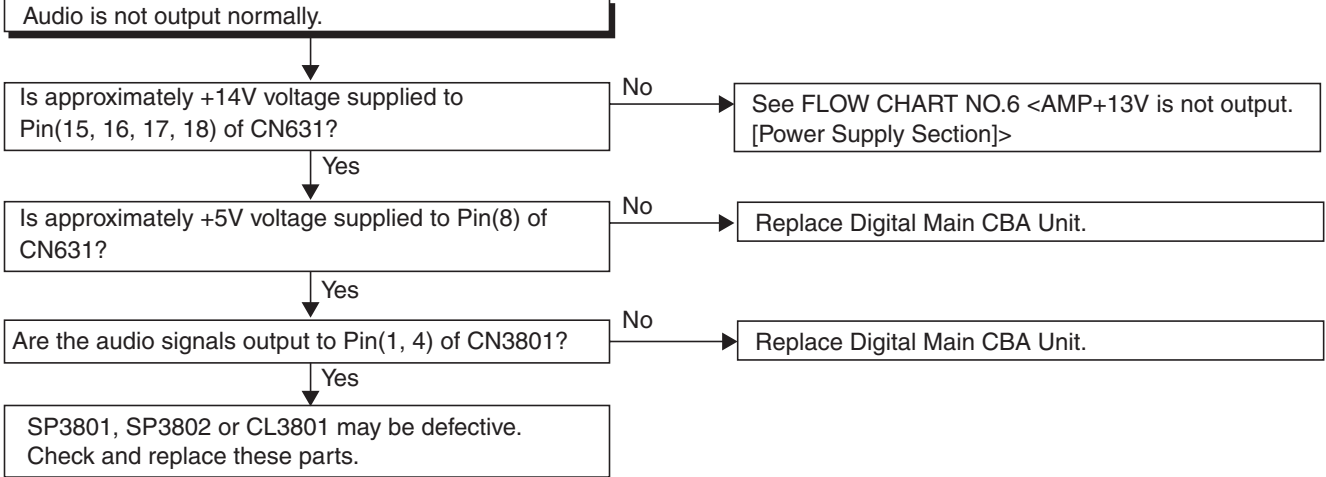 Audio is not output normally.
Is approximately +14V voltage supplied to
Pin(15, 16, 17, 18) of CN631?
No
See FLOW CHART NO.6 <AMP+13V is not output.
[Power Supply Section]>
Yes
Is approximately +5V voltage supplied to Pin(8) of
CN631?
No
Replace Digital Main CBA Unit.
Yes
Are the audio signals output to Pin(1, 4) of CN3801?
No
Replace Digital Main CBA Unit.
Yes
SP3801, SP3802 or CL3801 may be defective.
Check and replace these parts.